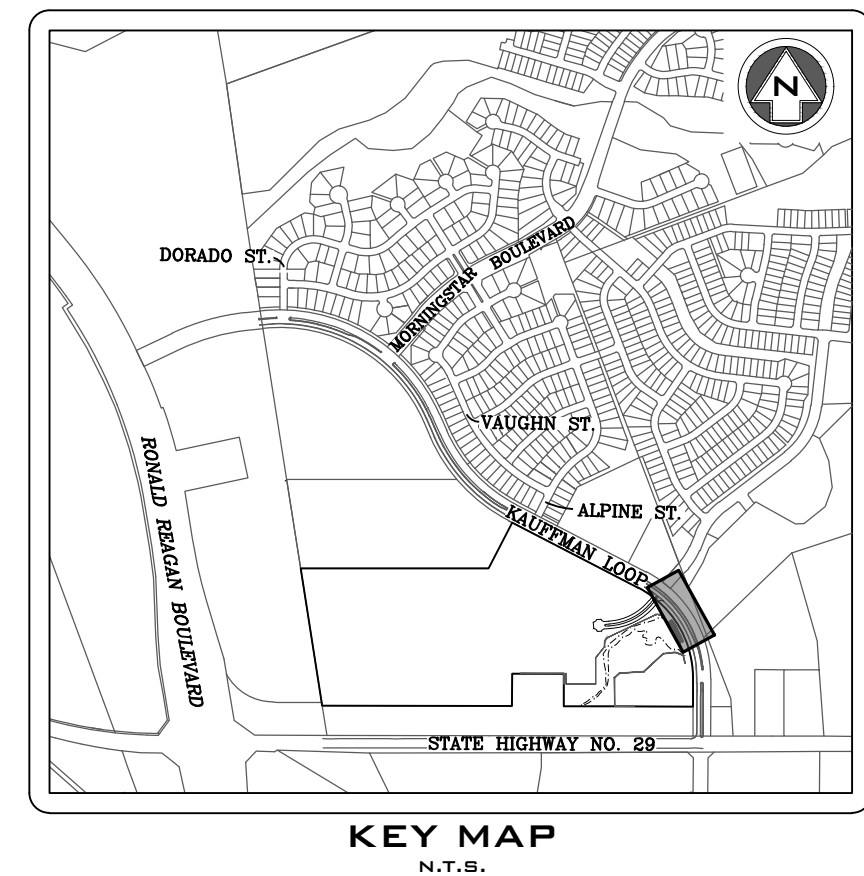 N
DORADO ST.
MORNINGSTAR BOULEVARD
VAUGHN ST.
RONALD REAGAN BOULEVARD
ALPINE ST.
KAUFFMAN LOOP
STATE HIGHWAY NO. 29
KEY MAP
N.T.S.